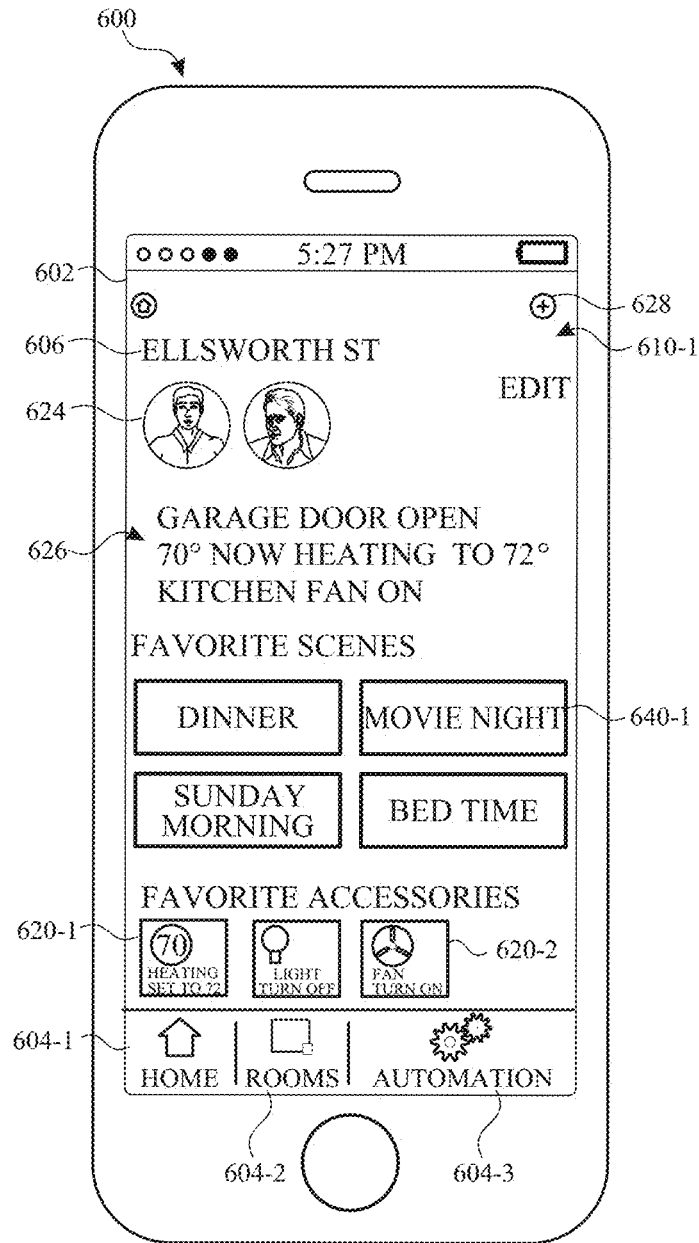 600
5:27 PM
602
628
606
ELLSWORTH ST
610-1
EDIT
624
GARAGE DOOR OPEN
626
70° NOW HEATING TO 72°
KITCHEN FAN ON
FAVORITE SCENES
DINNER
MOVIE NIGHT
640-1
SUNDAY
MORNING
BED TIME
FAVORITE ACCESSORIES
620-1
70
HEATING
SET TO 72
LIGHT
TURN OFF
FAN
TURN ON
620-2
604-1
HOME
ROOMS
AUTOMATION
604-2
604-3